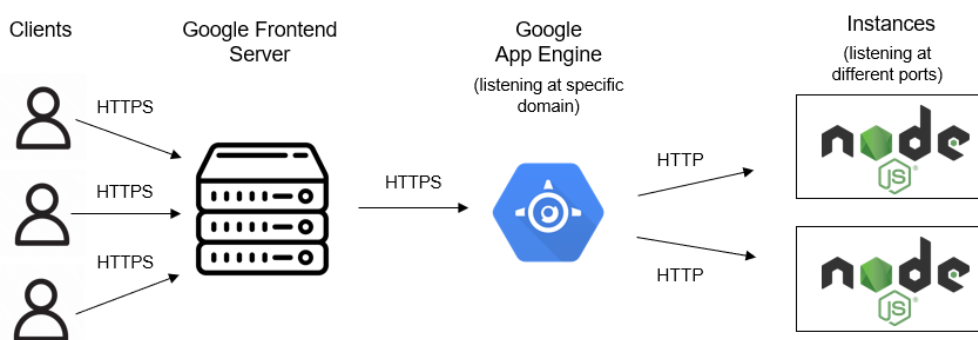 Clients
Google Frontend
Server
Google
App Engine
(listening at specific
domain)
Instances
(listening at
different ports)
HTTPS
HTTPS
HTTPS
HTTPS
HTTP
HTTP
node
JS
node
JS